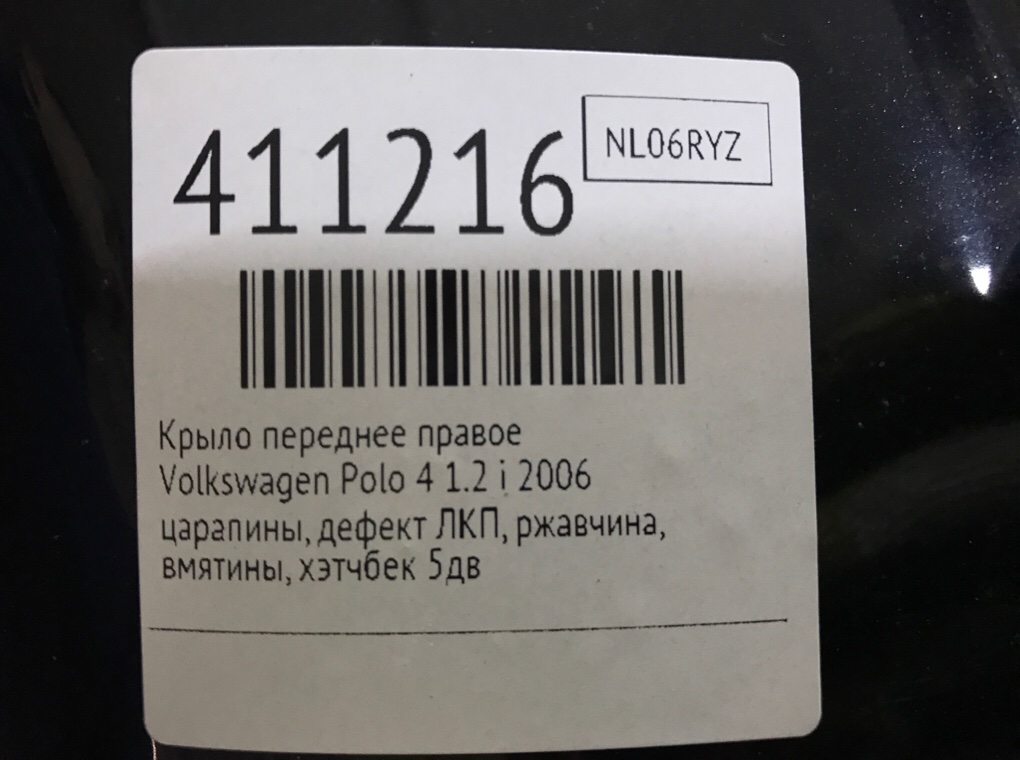 411216
NL06RYZ
Крыло переднее правое
Volkswagen Polo 4 1.2 i 2006
царапины, дефект ЛКП, ржавчина,
вмятины, хэтчбек 5дв